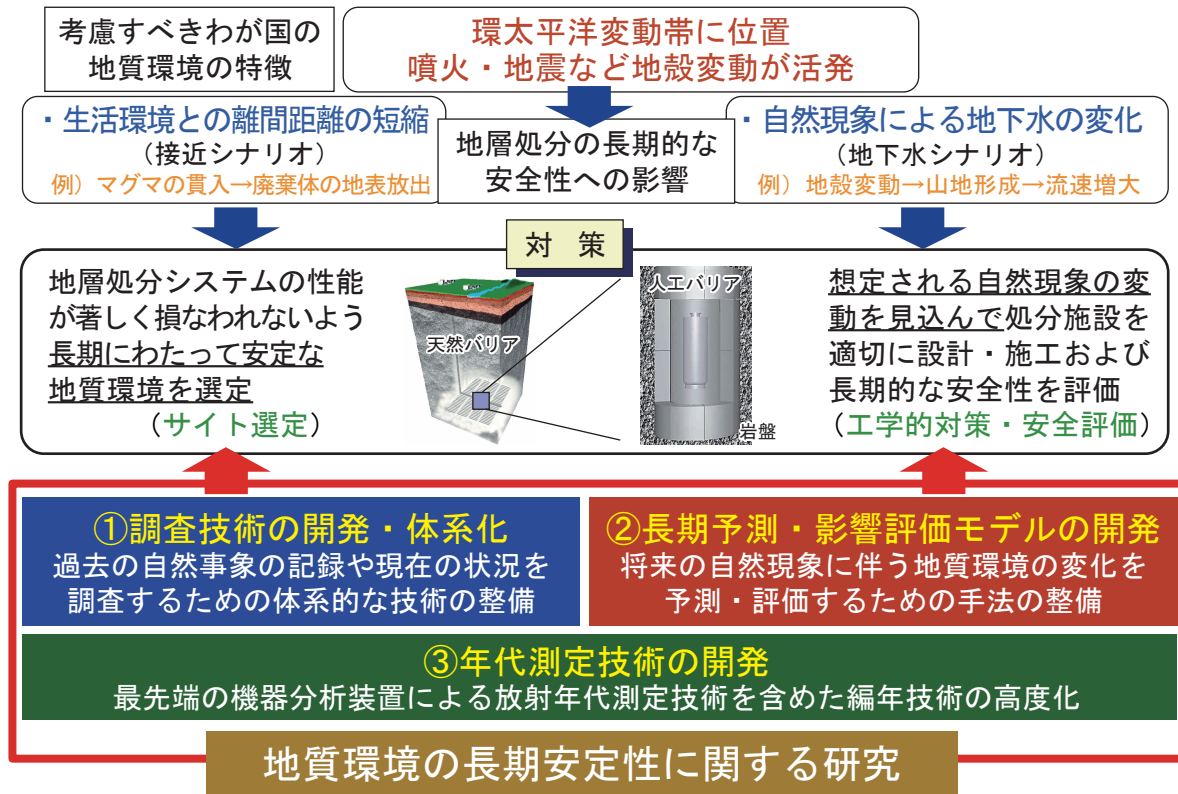 考慮すべきわが国の
地質環境の特徴
環太平洋変動帯に位置
噴火・地震など地殻変動が活発
・生活環境との離間距離の短縮
（接近シナリオ）
例）マグマの貫入→廃棄体の地表放出
地層処分の長期的な
安全性への影響
・自然現象による地下水の変化
（地下水シナリオ）
例）地殻変動→山地形成→流速増大
対　策
地層処分システムの性能
が著しく損なわれないよう
長期にわたって安定な
地質環境を選定
（サイト選定）
天然バリア
人工バリア
岩盤
想定される自然現象の変
動を見込んで処分施設を
適切に設計・施工および
長期的な安全性を評価
（工学的対策・安全評価）
①調査技術の開発・体系化
過去の自然事象の記録や現在の状況を
調査するための体系的な技術の整備
②長期予測・影響評価モデルの開発
将来の自然現象に伴う地質環境の変化を
予測・評価するための手法の整備
③年代測定技術の開発
最先端の機器分析装置による放射年代測定技術を含めた編年技術の高度化
地質環境の長期安定性に関する研究